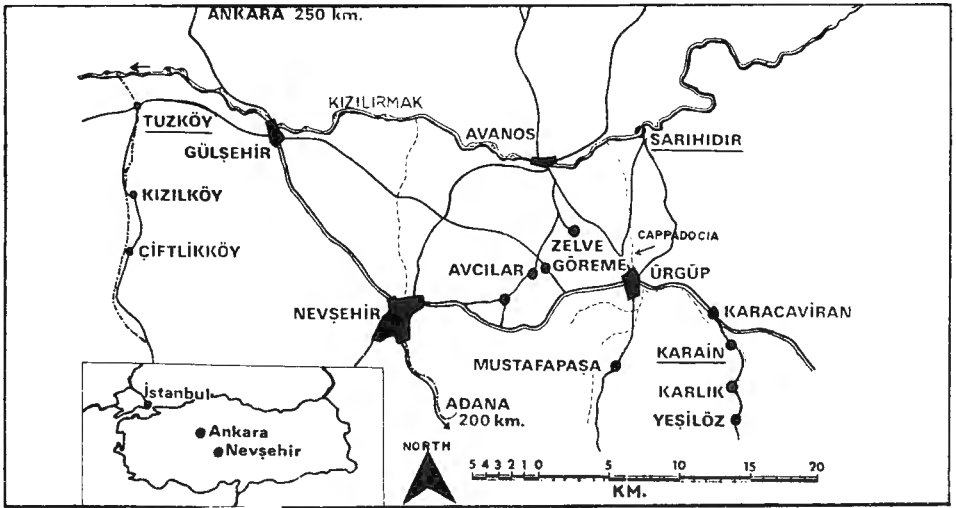 ANKARA 250 km.
KIZILIRMAK
TUZKÖY
GÜLŞEHİR
AVANOS
SARIHIDIR
KIZILKÖY
ÇİFTLİKKÖY
ZELVE
CAPPADOCIA
AVCILAR
GÖREME
ÜRGÜP
NEVŞEHİR
KARACAVİRAN
KARAİN
MUSTAFAPAŞA
KARLIK
YEŞİLÖZ
ADANA
200 km.
İstanbul
Ankara
Nevşehir
NORTH
5 4 3 2 1 0 5 10 15 20
KM.